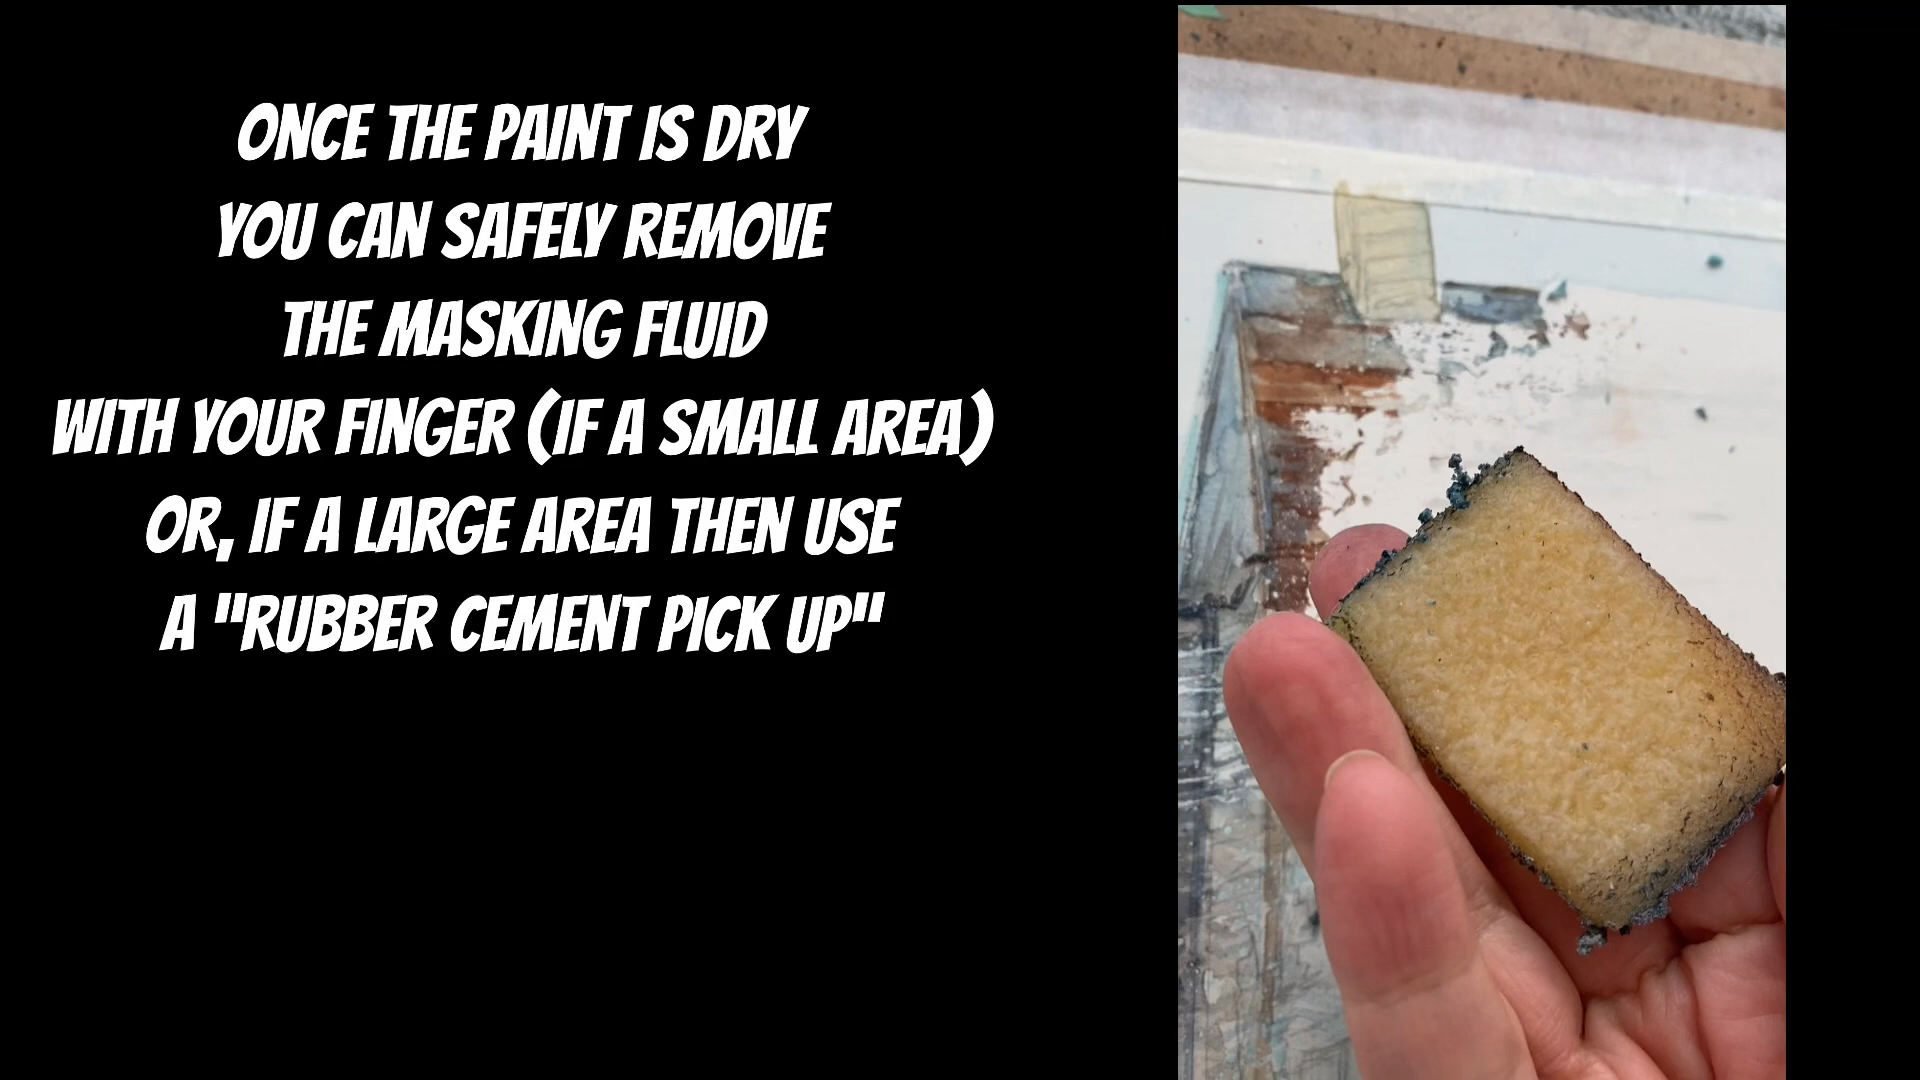 ONCE THE PAINT IS DRY
YOU CAN SAFELY REMOVE
THE MASKING FLUID
WITH YOUR FINGER (IF A SMALL AREA)
OR, IF A LARGE AREA THEN USE
A "RUBBER CEMENT PICK UP"